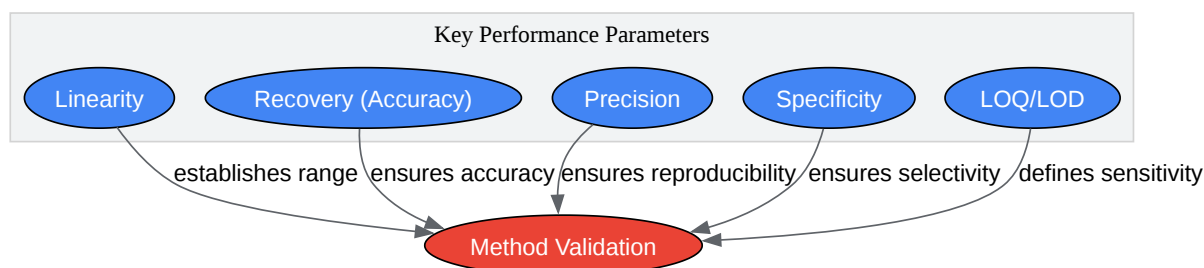 Key Performance Parameters
Linearity
Recovery (Accuracy)
Precision
Specificity
LOQ/LOD
establishes range
ensures accuracy
ensures reproducibility
ensures selectivity
defines sensitivity
Method Validation